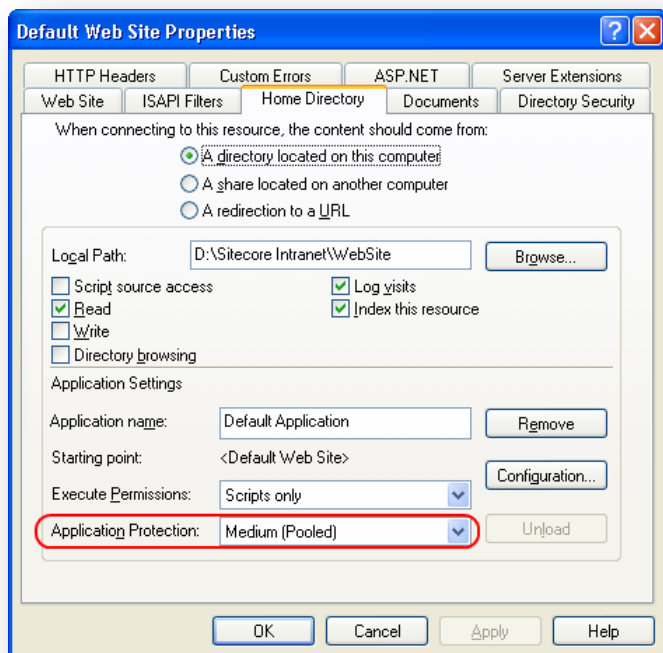 Default Web Site Properties
HTTP Headers Custom Errors ASP.NET Server Extensions
Web Site ISAPI Filters Home Directory Documents Directory Security
When connecting to this resource, the content should come from:
A directory located on this computer
A share located on another computer
A redirection to a URL
Local Path: D:\Sitecore Intranet\WebSite Browse...
Script source access Log visits
Read Index this resource
Write
Directory browsing
Application Settings
Application name: Default Application Remove
Starting point: <Default Web Site>
Configuration...
Execute Permissions: Scripts only
Application Protection: Medium (Pooled) Unload
OK Cancel Apply Help